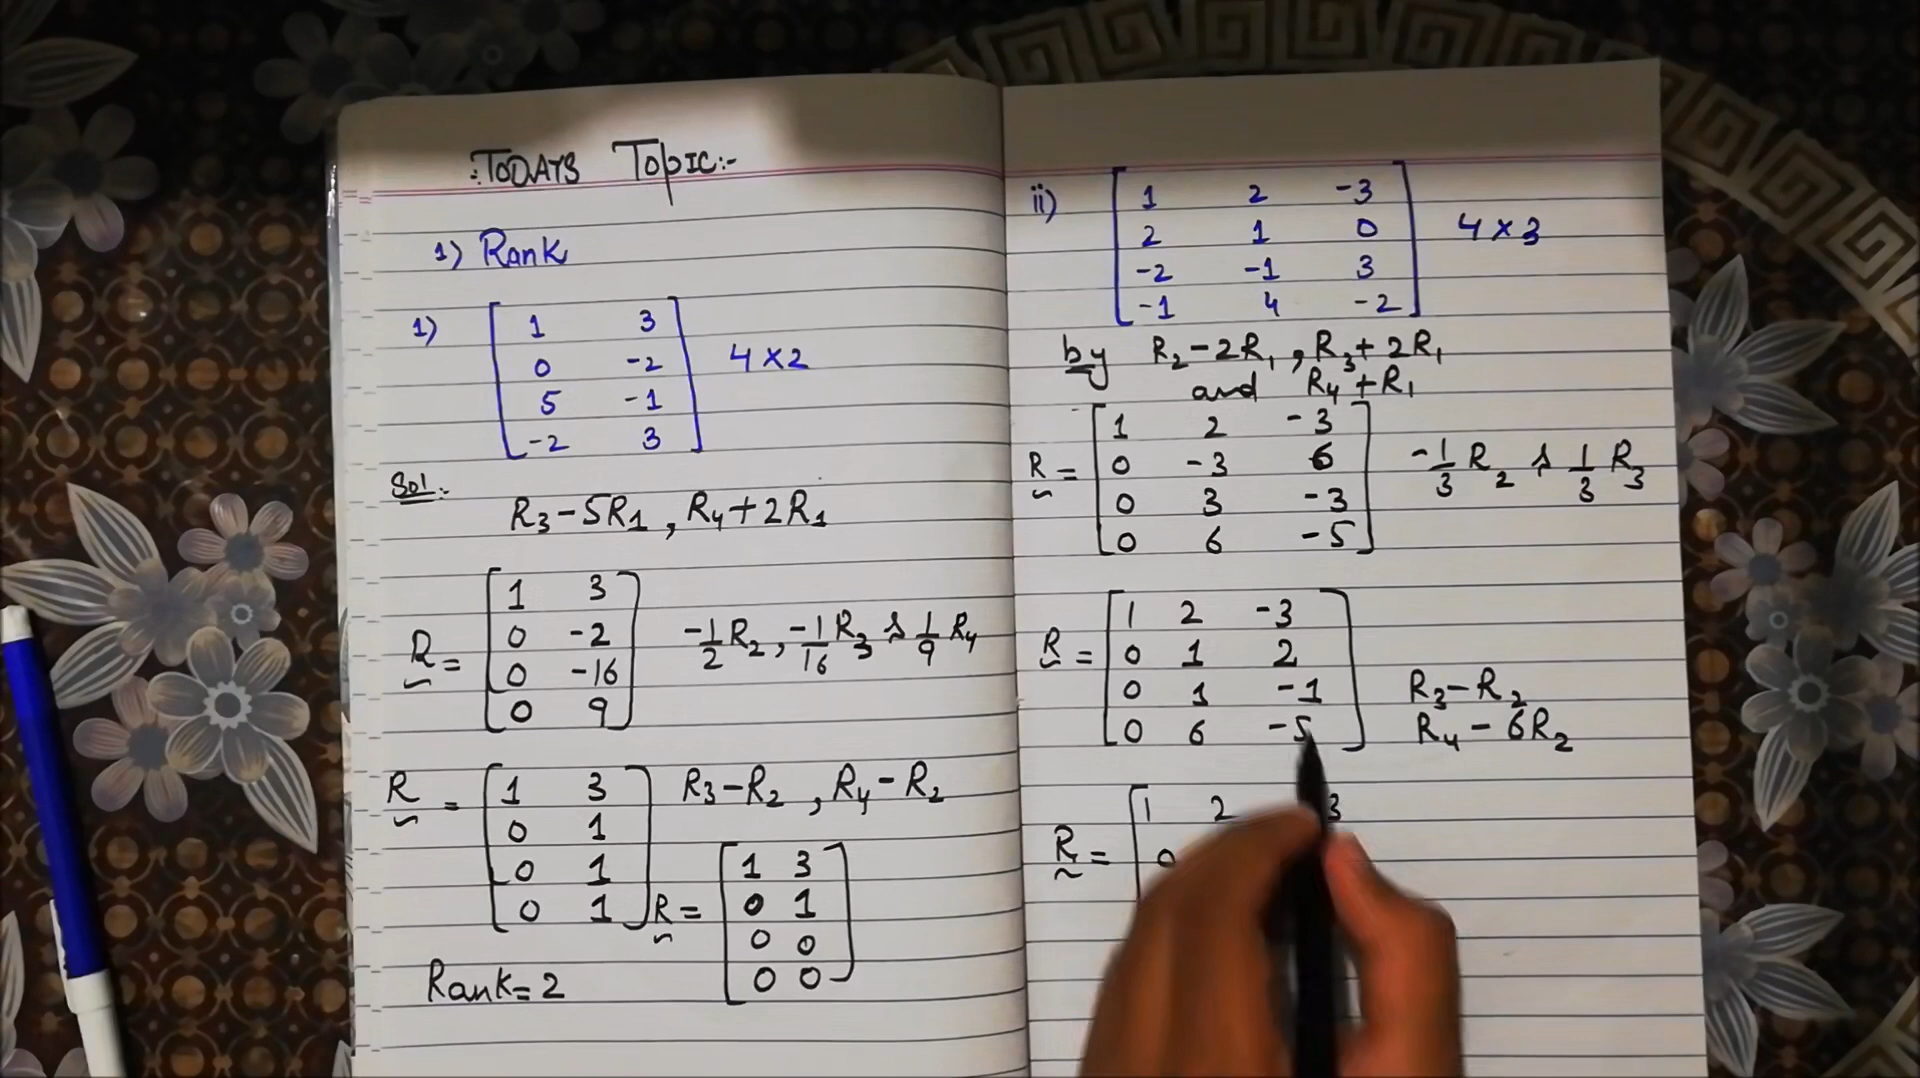 :TODAYS TOPIC:-
1) Rank
1) [1 3
0 -2
5 -1
-2 3] 4×2
Sol:-
R3-5R1, R4+2R1
R = [1 3
0 -2
0 -16
0 9] -1/2 R2, -1/16 R3 & 1/9 R4
R = [1 3
0 1
0 1
0 1] R3-R2, R4-R2
R = [1 3
0 1
0 0
0 0]
Rank=2
ii) [1 2 -3
2 1 0
-2 -1 3
-1 4 -2] 4×3
by R2-2R1, R3+2R1
and R4+R1
R = [1 2 -3
0 -3 6
0 3 -3
0 6 -5] -1/3 R2 & 1/3 R3
R = [1 2 -3
0 1 2
0 1 -1
0 6 -5] R3-R2
R4-6R2
R = [1 2 3
0